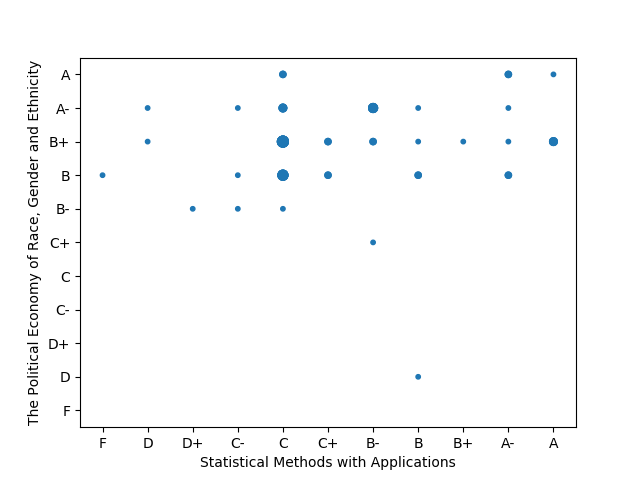 The Political Economy of Race, Gender and Ethnicity
A
A-
B+
B
B-
C+
C
C-
D+
D
F
F D D+ C- C C+ B- B B+ A- A
Statistical Methods with Applications